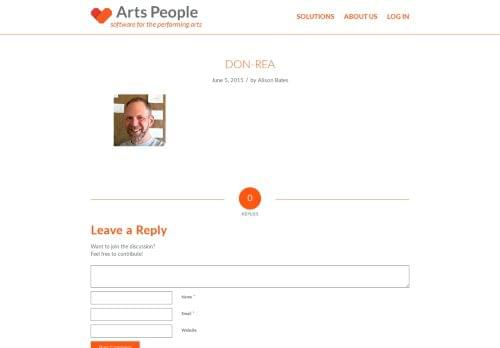 Arts People
software for the performing arts
SOLUTIONS ABOUT US LOG IN
DON-REA
June 5, 2015 / by Alison Bates
0
REPLIES
Leave a Reply
Want to join the discussion?
Feel free to contribute!
Name *
Email *
Website